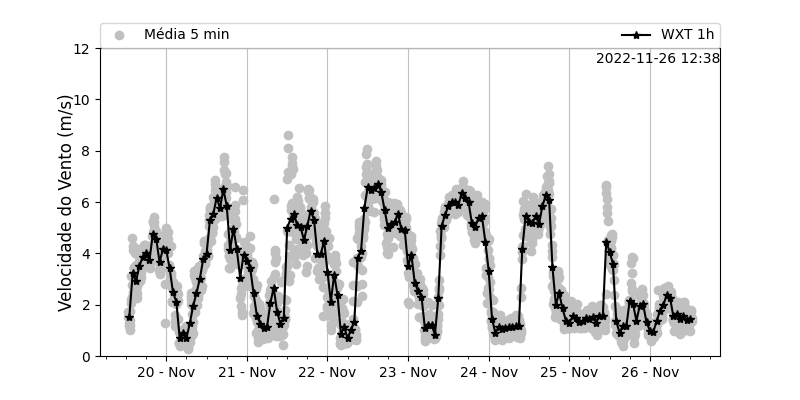 Média 5 min
WXT 1h
2022-11-26 12:38
Velocidade do Vento (m/s)
12
10
8
6
4
2
0
20 - Nov
21 - Nov
22 - Nov
23 - Nov
24 - Nov
25 - Nov
26 - Nov